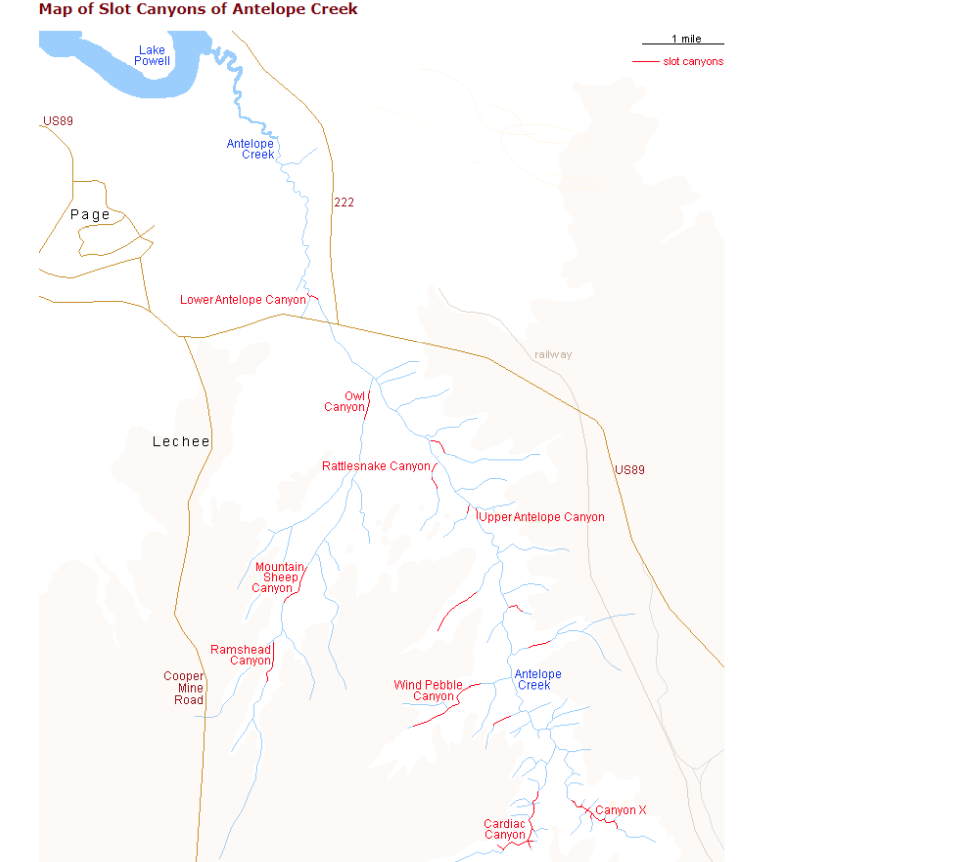 Map of Slot Canyons of Antelope Creek
1 mile
slot canyons
Lake
Powell
US89
Antelope
Creek
222
Page
Lower Antelope Canyon
railway
Owl
Canyon
Lechee
Rattlesnake Canyon
US89
Upper Antelope Canyon
Mountain
Sheep
Canyon
Ramshead
Canyon
Cooper
Mine
Road
Wind Pebble
Canyon
Antelope
Creek
Canyon X
Cardiac
Canyon